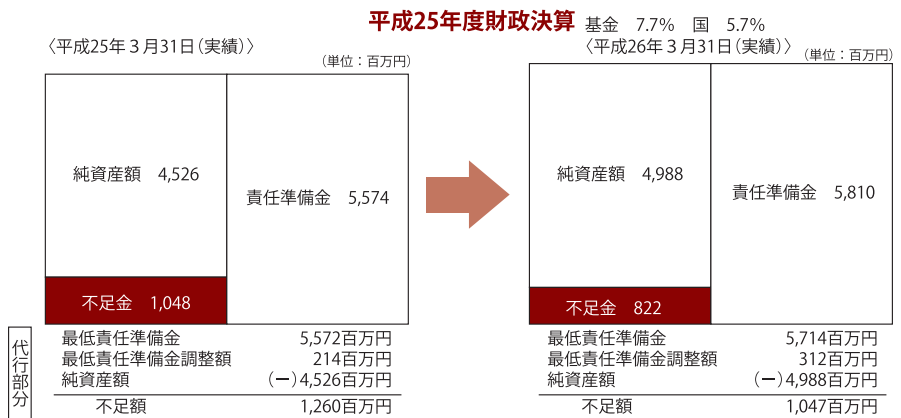 平成25年度財政決算 基金　7.7%　国　5.7%
〈平成25年３月31日（実績）〉
（単位：百万円）
純資産額　4,526
責任準備金　5,574
不足金　1,048
代行部分
最低責任準備金　5,572百万円
最低責任準備金調整額　214百万円
純資産額　（ー）4,526百万円
不足額　1,260百万円
〈平成26年３月31日（実績）〉
（単位：百万円）
純資産額　4,988
責任準備金　5,810
不足金　822
最低責任準備金　5,714百万円
最低責任準備金調整額　312百万円
純資産額　（ー）4,988百万円
不足額　1,047百万円